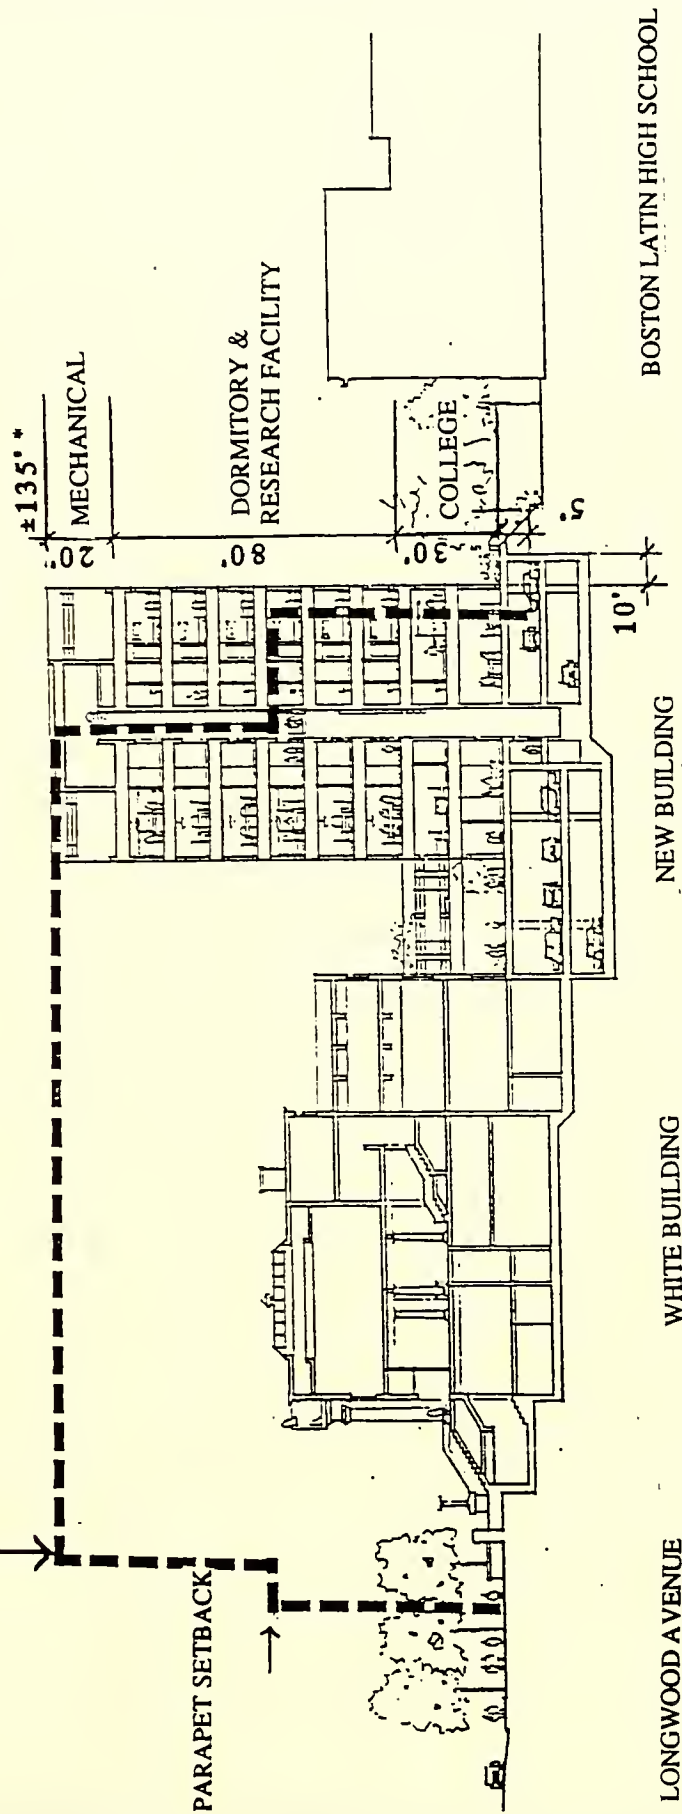 PARAPET SETBACK
±135' *
20'
MECHANICAL
80'
DORMITORY &
RESEARCH FACILITY
30'
COLLEGE
5'
10'
LONGWOOD AVENUE
WHITE BUILDING
NEW BUILDING
BOSTON LATIN HIGH SCHOOL